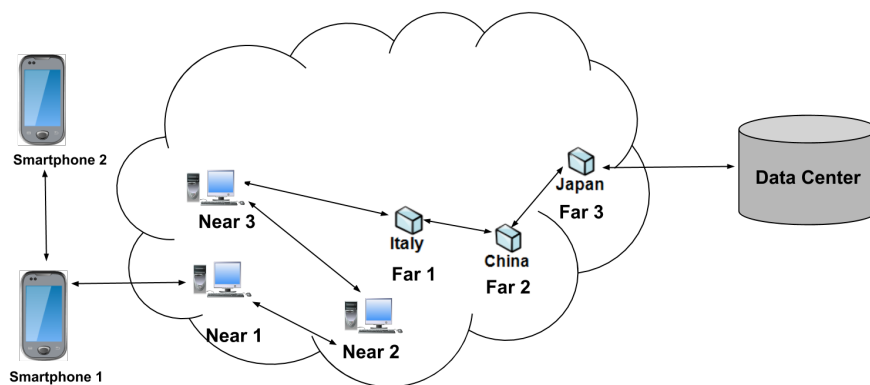 Smartphone 2
Smartphone 1
Near 3
Near 1
Near 2
Italy
Far 1
China
Far 2
Japan
Far 3
Data Center